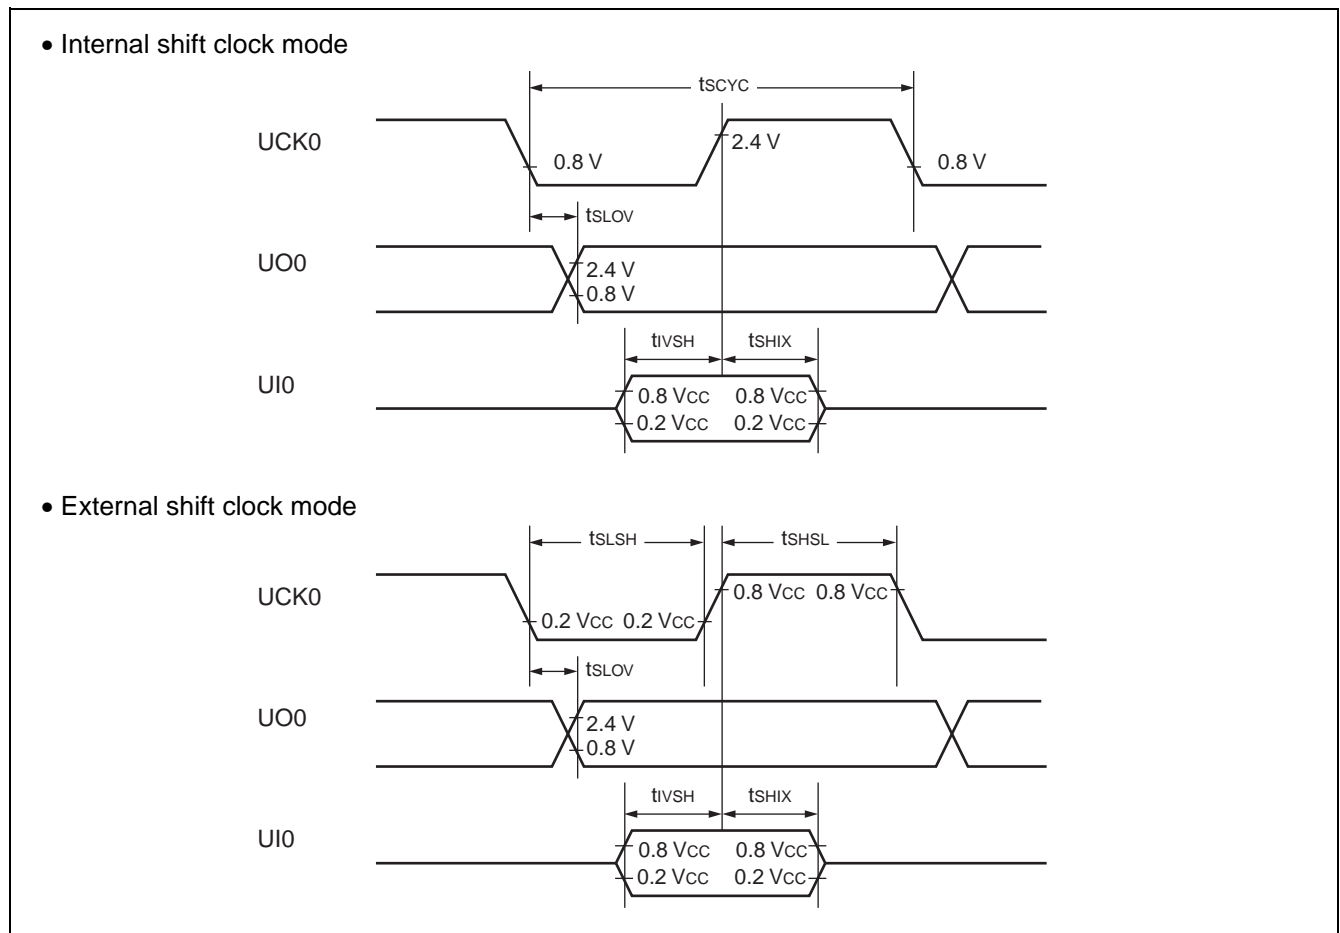 • Internal shift clock mode
tSCYC
UCK0
2.4 V
0.8 V
0.8 V
tSLOV
UO0
2.4 V
0.8 V
tIVSH tSHIX
UI0
0.8 VCC 0.8 VCC
0.2 VCC 0.2 VCC
• External shift clock mode
tSLSH tSHSL
UCK0
0.8 VCC 0.8 VCC
0.2 VCC 0.2 VCC
tSLOV
UO0
2.4 V
0.8 V
tIVSH tSHIX
UI0
0.8 VCC 0.8 VCC
0.2 VCC 0.2 VCC